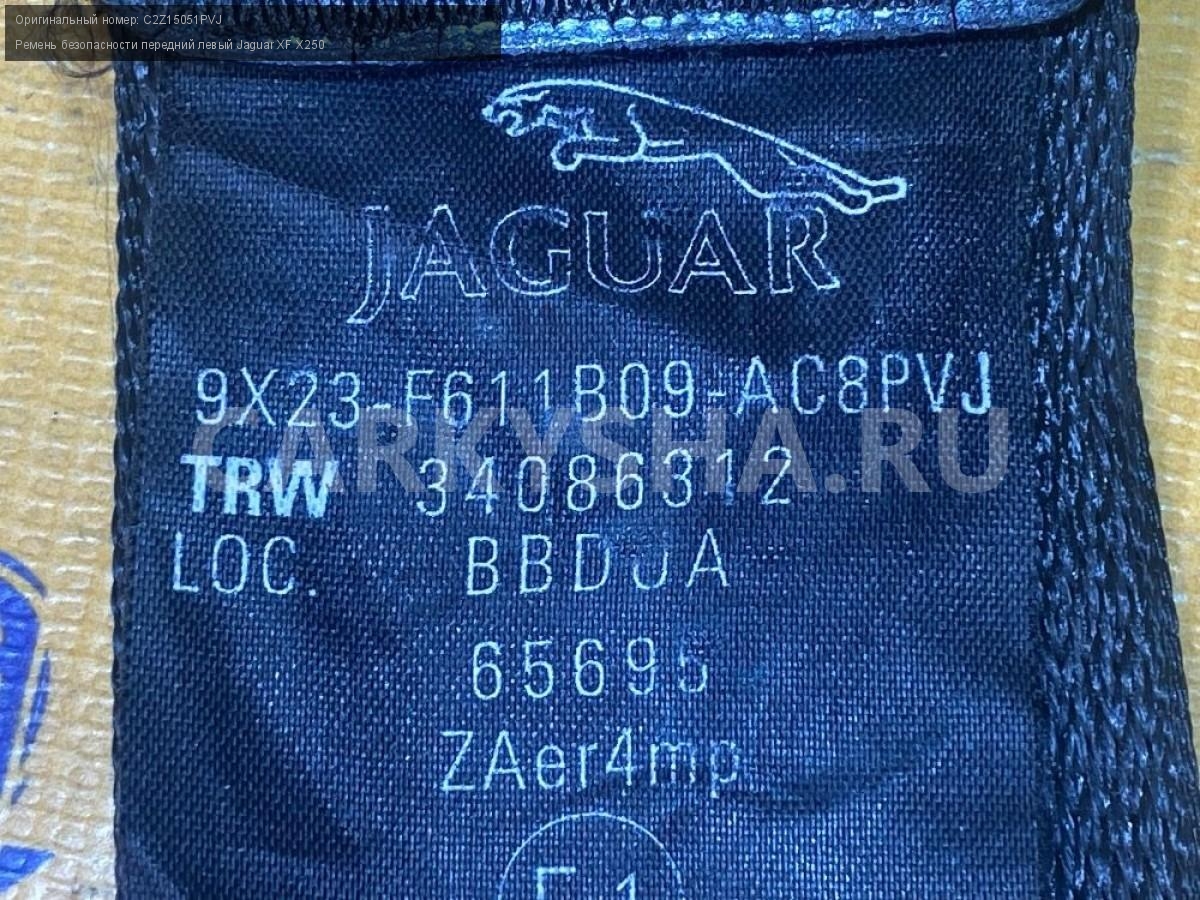 Оригинальный номер: C2Z15051PVJ
Ремень безопасности передний левый Jaguar XF X250
JAGUAR
9X23-F611B09-AC8PVJ
CARKYSHA.RU
TRW 34086312
LOC.
65695
ZAer4mp
E1